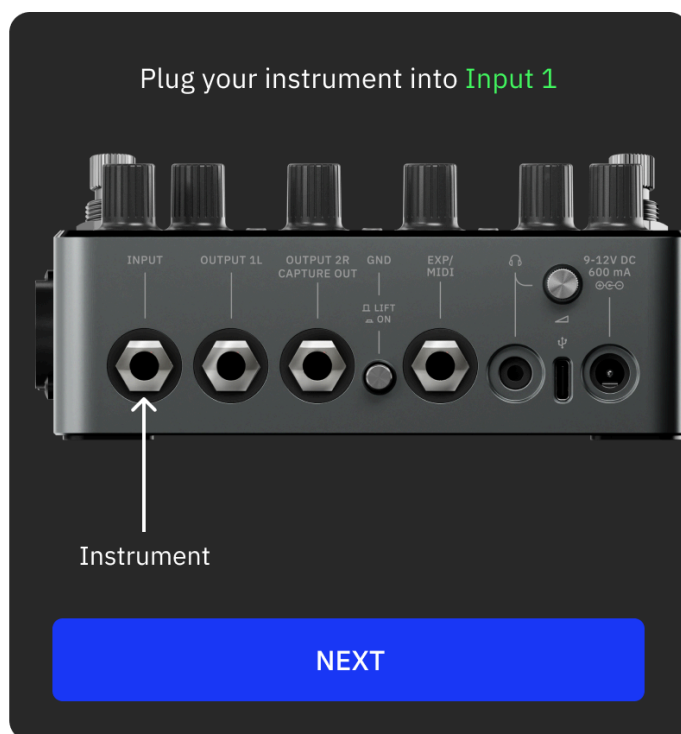 Plug your instrument into Input 1
INPUT
OUTPUT 1L
OUTPUT 2R
CAPTURE OUT
GND
LIFT
ON
EXP/
MIDI
9-12V DC
600 mA
Instrument
NEXT